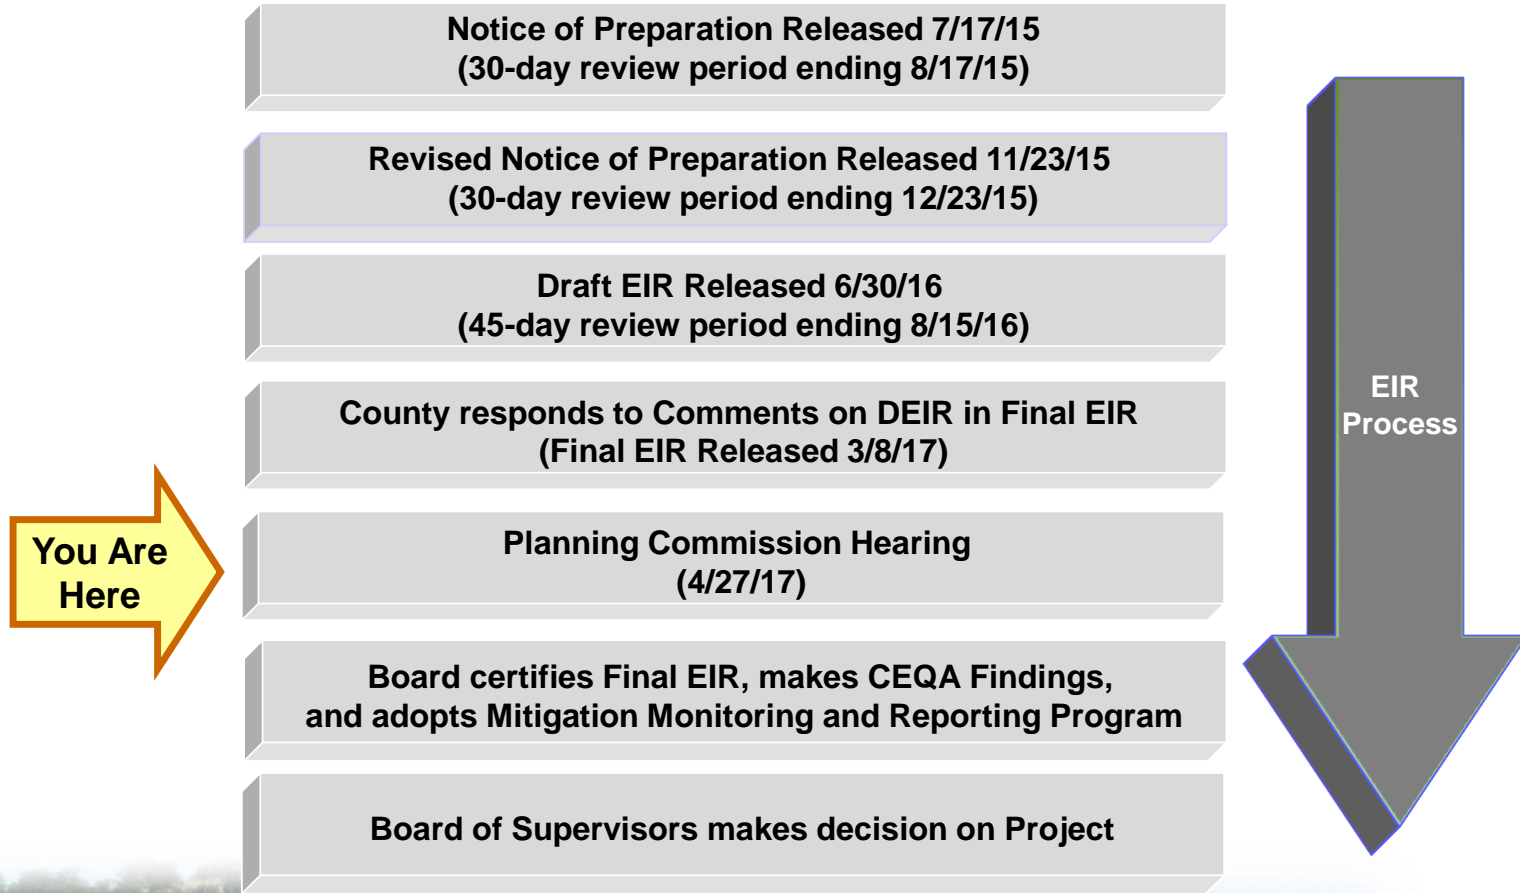 Notice of Preparation Released 7/17/15
(30-day review period ending 8/17/15)
Revised Notice of Preparation Released 11/23/15
(30-day review period ending 12/23/15)
Draft EIR Released 6/30/16
(45-day review period ending 8/15/16)
County responds to Comments on DEIR in Final EIR
(Final EIR Released 3/8/17)
You Are
Here
Planning Commission Hearing
(4/27/17)
Board certifies Final EIR, makes CEQA Findings,
and adopts Mitigation Monitoring and Reporting Program
Board of Supervisors makes decision on Project
EIR
Process